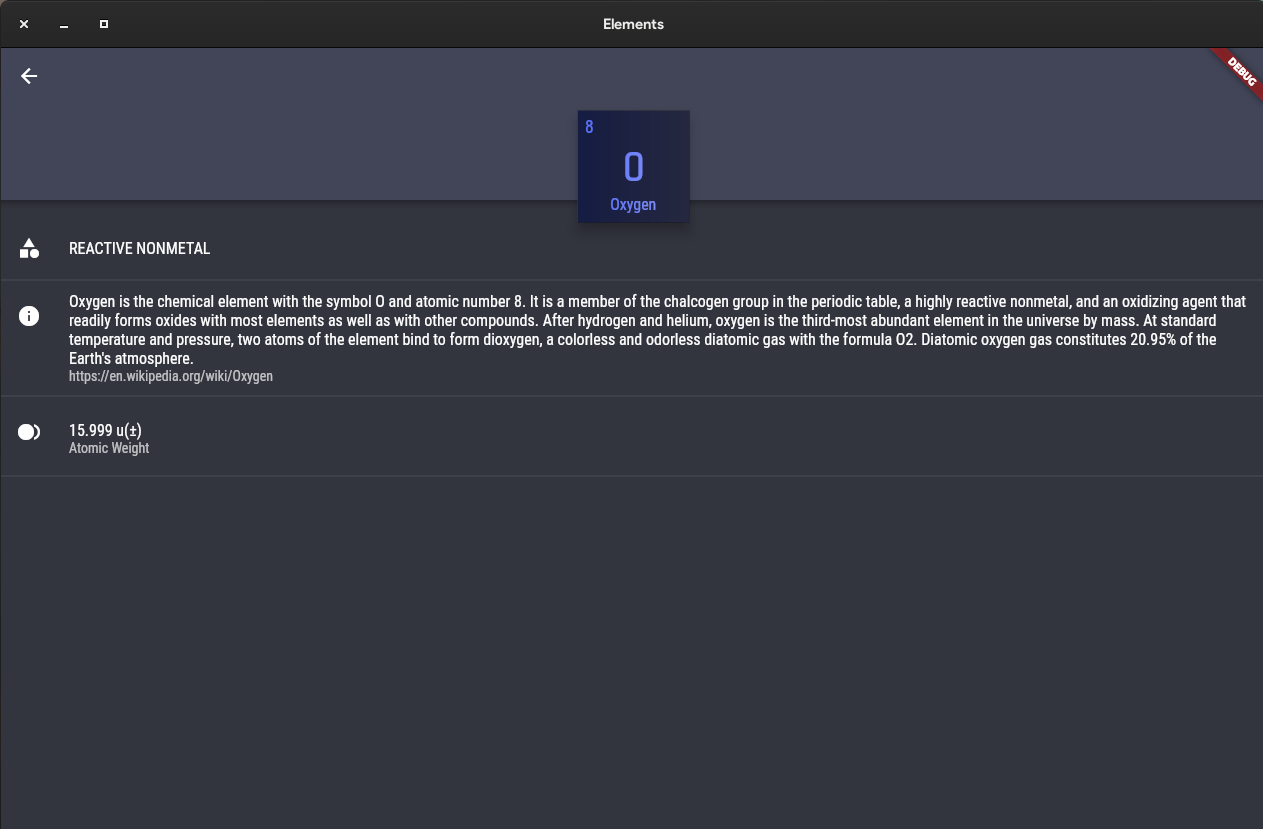 Elements
DEBUG
8
O
Oxygen
REACTIVE NONMETAL
Oxygen is the chemical element with the symbol O and atomic number 8. It is a member of the chalcogen group in the periodic table, a highly reactive nonmetal, and an oxidizing agent that
readily forms oxides with most elements as well as with other compounds. After hydrogen and helium, oxygen is the third-most abundant element in the universe by mass. At standard
temperature and pressure, two atoms of the element bind to form dioxygen, a colorless and odorless diatomic gas with the formula O2. Diatomic oxygen gas constitutes 20.95% of the
Earth's atmosphere.
https://en.wikipedia.org/wiki/Oxygen
15.999 u(±)
Atomic Weight